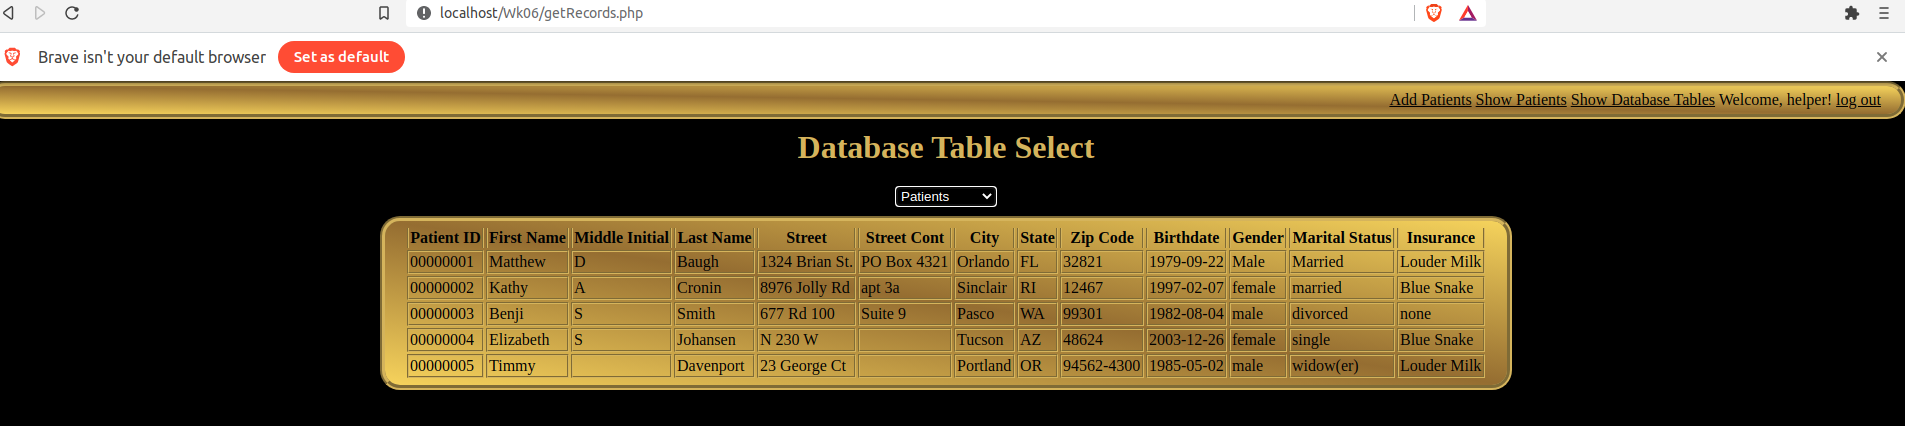 localhost/Wk06/getRecords.php
Brave isn't your default browser Set as default
Add Patients Show Patients Show Database Tables Welcome, helper! log out
Database Table Select
Patients
Patient ID First Name Middle Initial Last Name Street Street Cont City State Zip Code Birthdate Gender Marital Status Insurance
00000001 Matthew D Baugh 1324 Brian St. PO Box 4321 Orlando FL 32821 1979-09-22 Male Married Louder Milk
00000002 Kathy A Cronin 8976 Jolly Rd apt 3a Sinclair RI 12467 1997-02-07 female married Blue Snake
00000003 Benji S Smith 677 Rd 100 Suite 9 Pasco WA 99301 1982-08-04 male divorced none
00000004 Elizabeth S Johansen N 230 W Tucson AZ 48624 2003-12-26 female single Blue Snake
00000005 Timmy Davenport 23 George Ct Portland OR 94562-4300 1985-05-02 male widow(er) Louder Milk